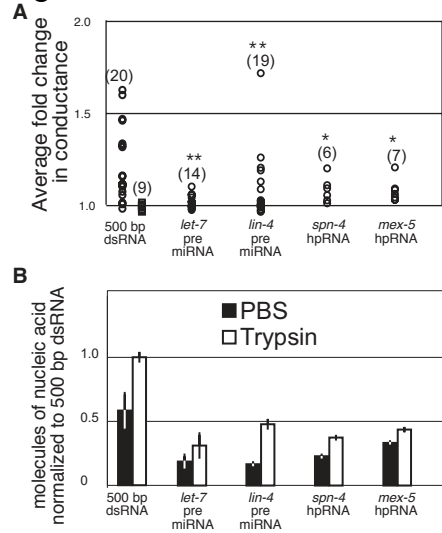 A
Average fold change
in conductance
2.0
1.5
1.0
(20)
(9)
**
(14)
**
(19)
*
(6)
*
(7)
500 bp
dsRNA
let-7
pre
miRNA
lin-4
pre
miRNA
spn-4
hpRNA
mex-5
hpRNA
B
molecules of nucleic acid
normalized to 500 bp dsRNA
1.0
0.5
0
PBS
Trypsin
500 bp
dsRNA
let-7
pre
miRNA
lin-4
pre
miRNA
spn-4
hpRNA
mex-5
hpRNA